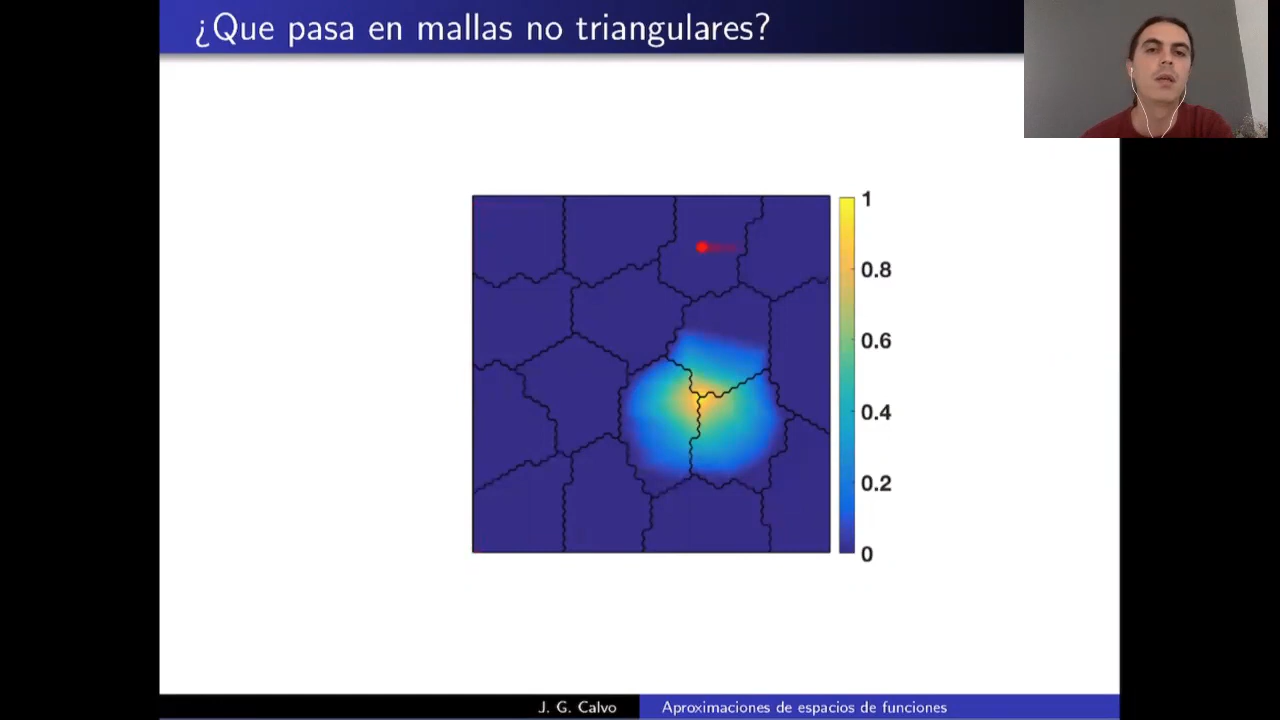 ¿Que pasa en mallas no triangulares?
1
0.8
0.6
0.4
0.2
0
J. G. Calvo
Aproximaciones de espacios de funciones